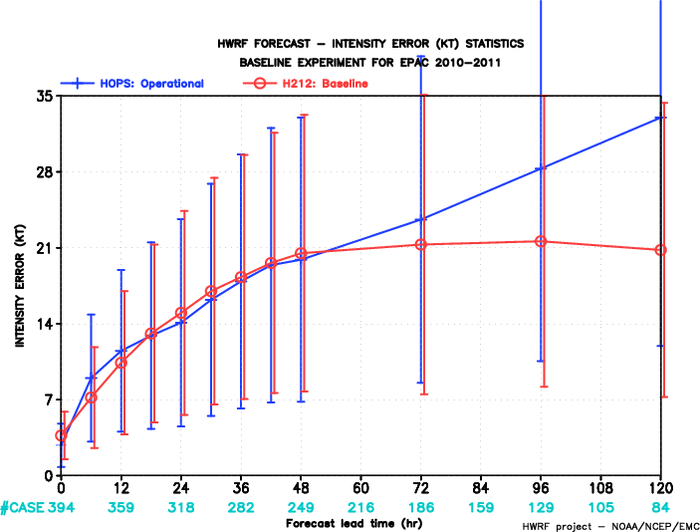 HWRF FORECAST – INTENSITY ERROR (KT) STATISTICS
BASELINE EXPERIMENT FOR EPAC 2010–2011
HOPS: Operational H212: Baseline
35
28
21
14
7
0
INTENSITY ERROR (KT)
0 12 24 36 48 60 72 84 96 108 120
#CASE 394 359 318 282 249 216 186 159 129 105 84
Forecast lead time (hr)
HWRF project – NOAA/NCEP/EMC